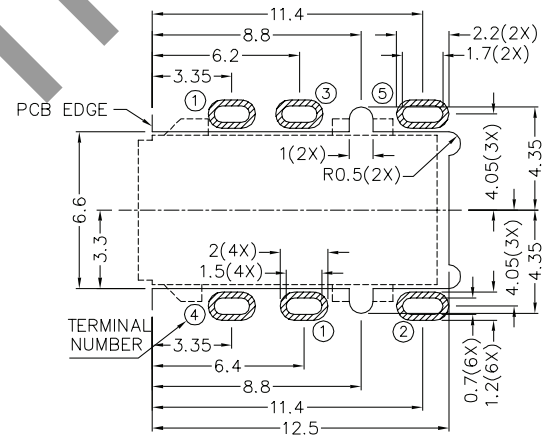 11.4
8.8
2.2(2X)
6.2
1.7(2X)
3.35
1
3
5
PCB EDGE
1(2X)
R0.5(2X)
4.05(3X)
4.35
6.6
3.3
2(4X)
1.5(4X)
4.05(3X)
4.35
4
1
2
TERMINAL
NUMBER
3.35
6.4
8.8
11.4
12.5
0.7(6X)
1.2(6X)